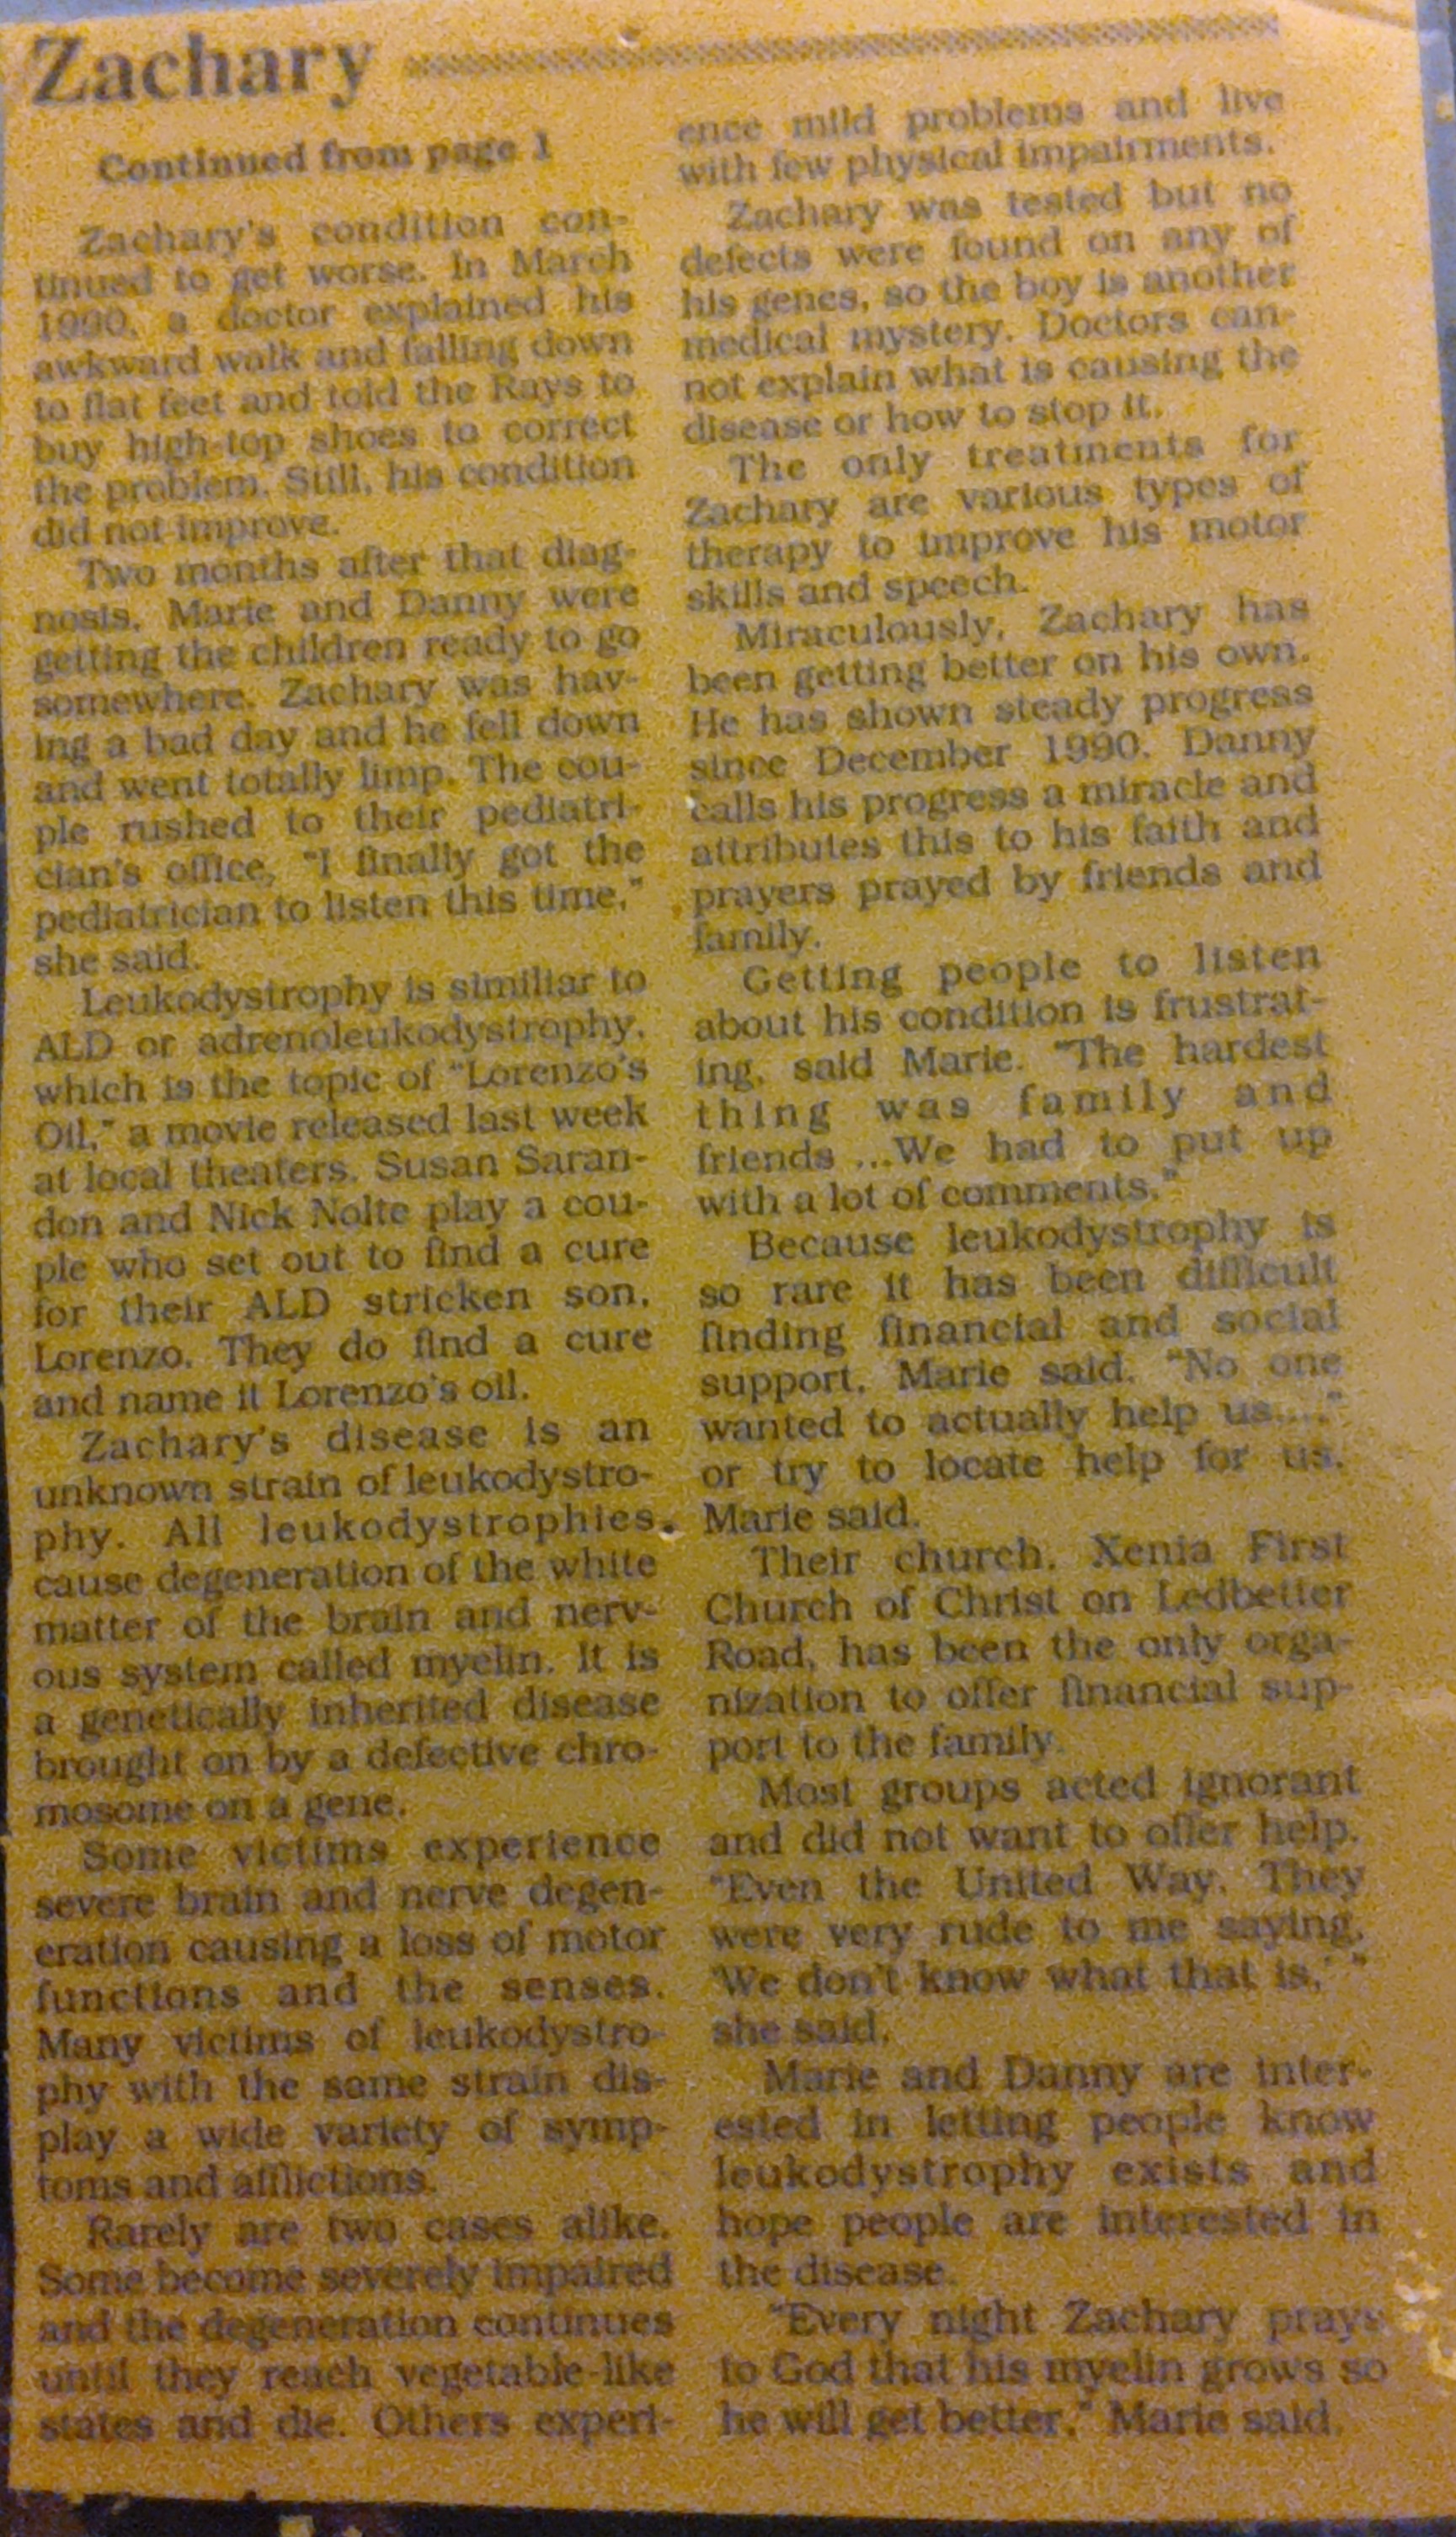 Zachary
Continued from page 1
Zachary's condition con-
tinued to get worse. In March
1990, a doctor explained his
awkward walk and falling down
to flat feet and told the Rays to
buy high-top shoes to correct
the problem. Still, his condition
did not improve.
Two months after that diag-
nosis, Marie and Danny were
getting the children ready to go
somewhere. Zachary was hav-
ing a bad day and he fell down
and went totally limp. The cou-
ple rushed to their pediatri-
cian's office, "I finally got the
pediatrician to listen this time,"
she said.
Leukodystrophy is similiar to
ALD or adrenoleukodystrophy,
which is the topic of "Lorenzo's
Oil," a movie released last week
at local theaters. Susan Saran-
don and Nick Nolte play a cou-
ple who set out to find a cure
for their ALD stricken son,
Lorenzo. They do find a cure
and name it Lorenzo's oil.
Zachary's disease is an
unknown strain of leukodystro-
phy. All leukodystrophies
cause degeneration of the white
matter of the brain and nerv-
ous system called myelin. It is
a genetically inherited disease
brought on by a defective chro-
mosome on a gene.
Some victims experience
severe brain and nerve degen-
eration causing a loss of motor
functions and the senses.
Many victims of leukodystro-
phy with the same strain dis-
play a wide variety of symp-
toms and afflictions.
Rarely are two cases alike.
Some become severely impaired
and the degeneration continues
until they reach vegetable-like
states and die. Others experi-
ence mild problems and live
with few physical impairments.
Zachary was tested but no
defects were found on any of
his genes, so the boy is another
medical mystery. Doctors can-
not explain what is causing the
disease or how to stop it.
The only treatments for
Zachary are various types of
therapy to improve his motor
skills and speech.
Miraculously, Zachary has
been getting better on his own.
He has shown steady progress
since December 1990. Danny
calls his progress a miracle and
attributes this to his faith and
prayers prayed by friends and
family.
Getting people to listen
about his condition is frustrat-
ing, said Marie. "The hardest
thing was family and
friends ...We had to put up
with a lot of comments."
Because leukodystrophy is
so rare it has been difficult
finding financial and social
support, Marie said. "No one
wanted to actually help us...."
or try to locate help for us,
Marie said.
Their church, Xenia First
Church of Christ on Ledbetter
Road, has been the only orga-
nization to offer financial sup-
port to the family.
Most groups acted ignorant
and did not want to offer help.
"Even the United Way. They
were very rude to me saying,
'We don't know what that is,' "
she said.
Marie and Danny are inter-
ested in letting people know
leukodystrophy exists and
hope people are interested in
the disease.
"Every night Zachary prays
to God that his myelin grows so
he will get better," Marie said.